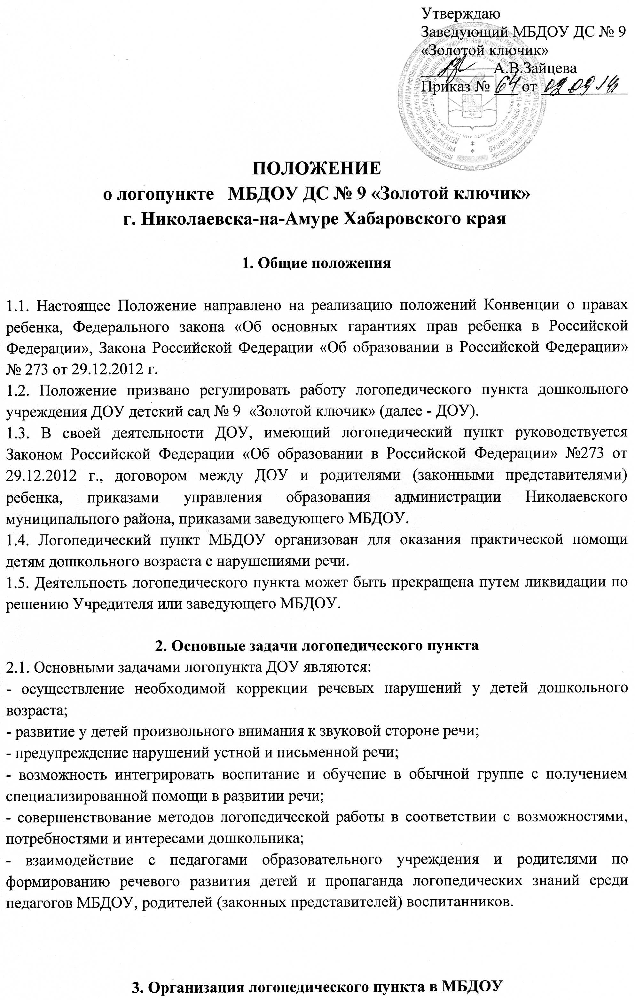 Утверждаю
Заведующий МБДОУ ДС № 9
«Золотой ключик»
А.В.Зайцева
Приказ № 64 от 02.09.14г
ПОЛОЖЕНИЕ
о логопункте МБДОУ ДС № 9 «Золотой ключик»
г. Николаевска-на-Амуре Хабаровского края
1. Общие положения
1.1. Настоящее Положение направлено на реализацию положений Конвенции о правах
ребенка, Федерального закона «Об основных гарантиях прав ребенка в Российской
Федерации», Закона Российской Федерации «Об образовании в Российской Федерации»
№ 273 от 29.12.2012 г.
1.2. Положение призвано регулировать работу логопедического пункта дошкольного
учреждения ДОУ детский сад № 9 «Золотой ключик» (далее - ДОУ).
1.3. В своей деятельности ДОУ, имеющий логопедический пункт руководствуется
Законом Российской Федерации «Об образовании в Российской Федерации» №273 от
29.12.2012 г., договором между ДОУ и родителями (законными представителями)
ребенка, приказами управления образования администрации Николаевского
муниципального района, приказами заведующего МБДОУ.
1.4. Логопедический пункт МБДОУ организован для оказания практической помощи
детям дошкольного возраста с нарушениями речи.
1.5. Деятельность логопедического пункта может быть прекращена путем ликвидации по
решению Учредителя или заведующего МБДОУ.
2. Основные задачи логопедического пункта
2.1. Основными задачами логопункта ДОУ являются:
- осуществление необходимой коррекции речевых нарушений у детей дошкольного
возраста;
- развитие у детей произвольного внимания к звуковой стороне речи;
- предупреждение нарушений устной и письменной речи;
- возможность интегрировать воспитание и обучение в обычной группе с получением
специализированной помощи в развитии речи;
- совершенствование методов логопедической работы в соответствии с возможностями,
потребностями и интересами дошкольника;
- взаимодействие с педагогами образовательного учреждения и родителями по
формированию речевого развития детей и пропаганда логопедических знаний среди
педагогов МБДОУ, родителей (законных представителей) воспитанников.
3. Организация логопедического пункта в МБДОУ